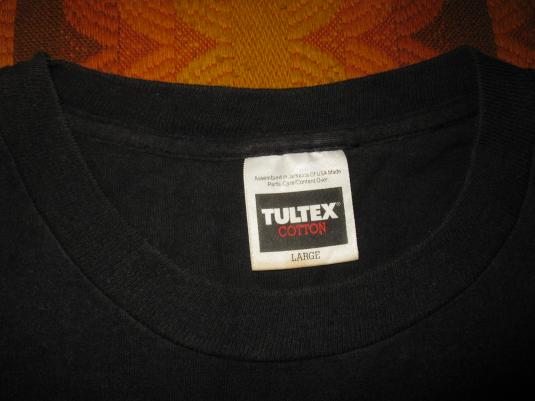 Assembled in Jamaica Of USA Made
Parts. Care/Content Over.
TULTEX®
COTTON
LARGE